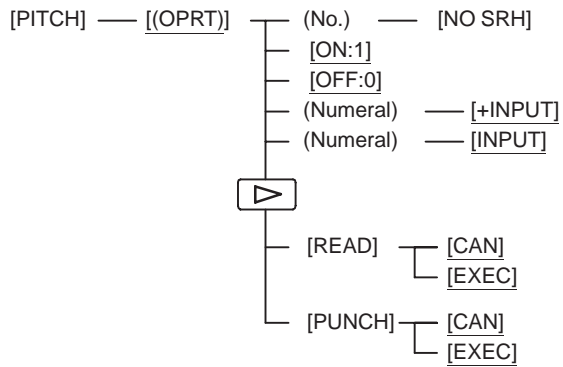 [PITCH] [(OPRT)] (No.) [NO SRH]
[ON:1]
[OFF:0]
(Numeral) [+INPUT]
(Numeral) [INPUT]
[READ] [CAN]
[EXEC]
[PUNCH] [CAN]
[EXEC]